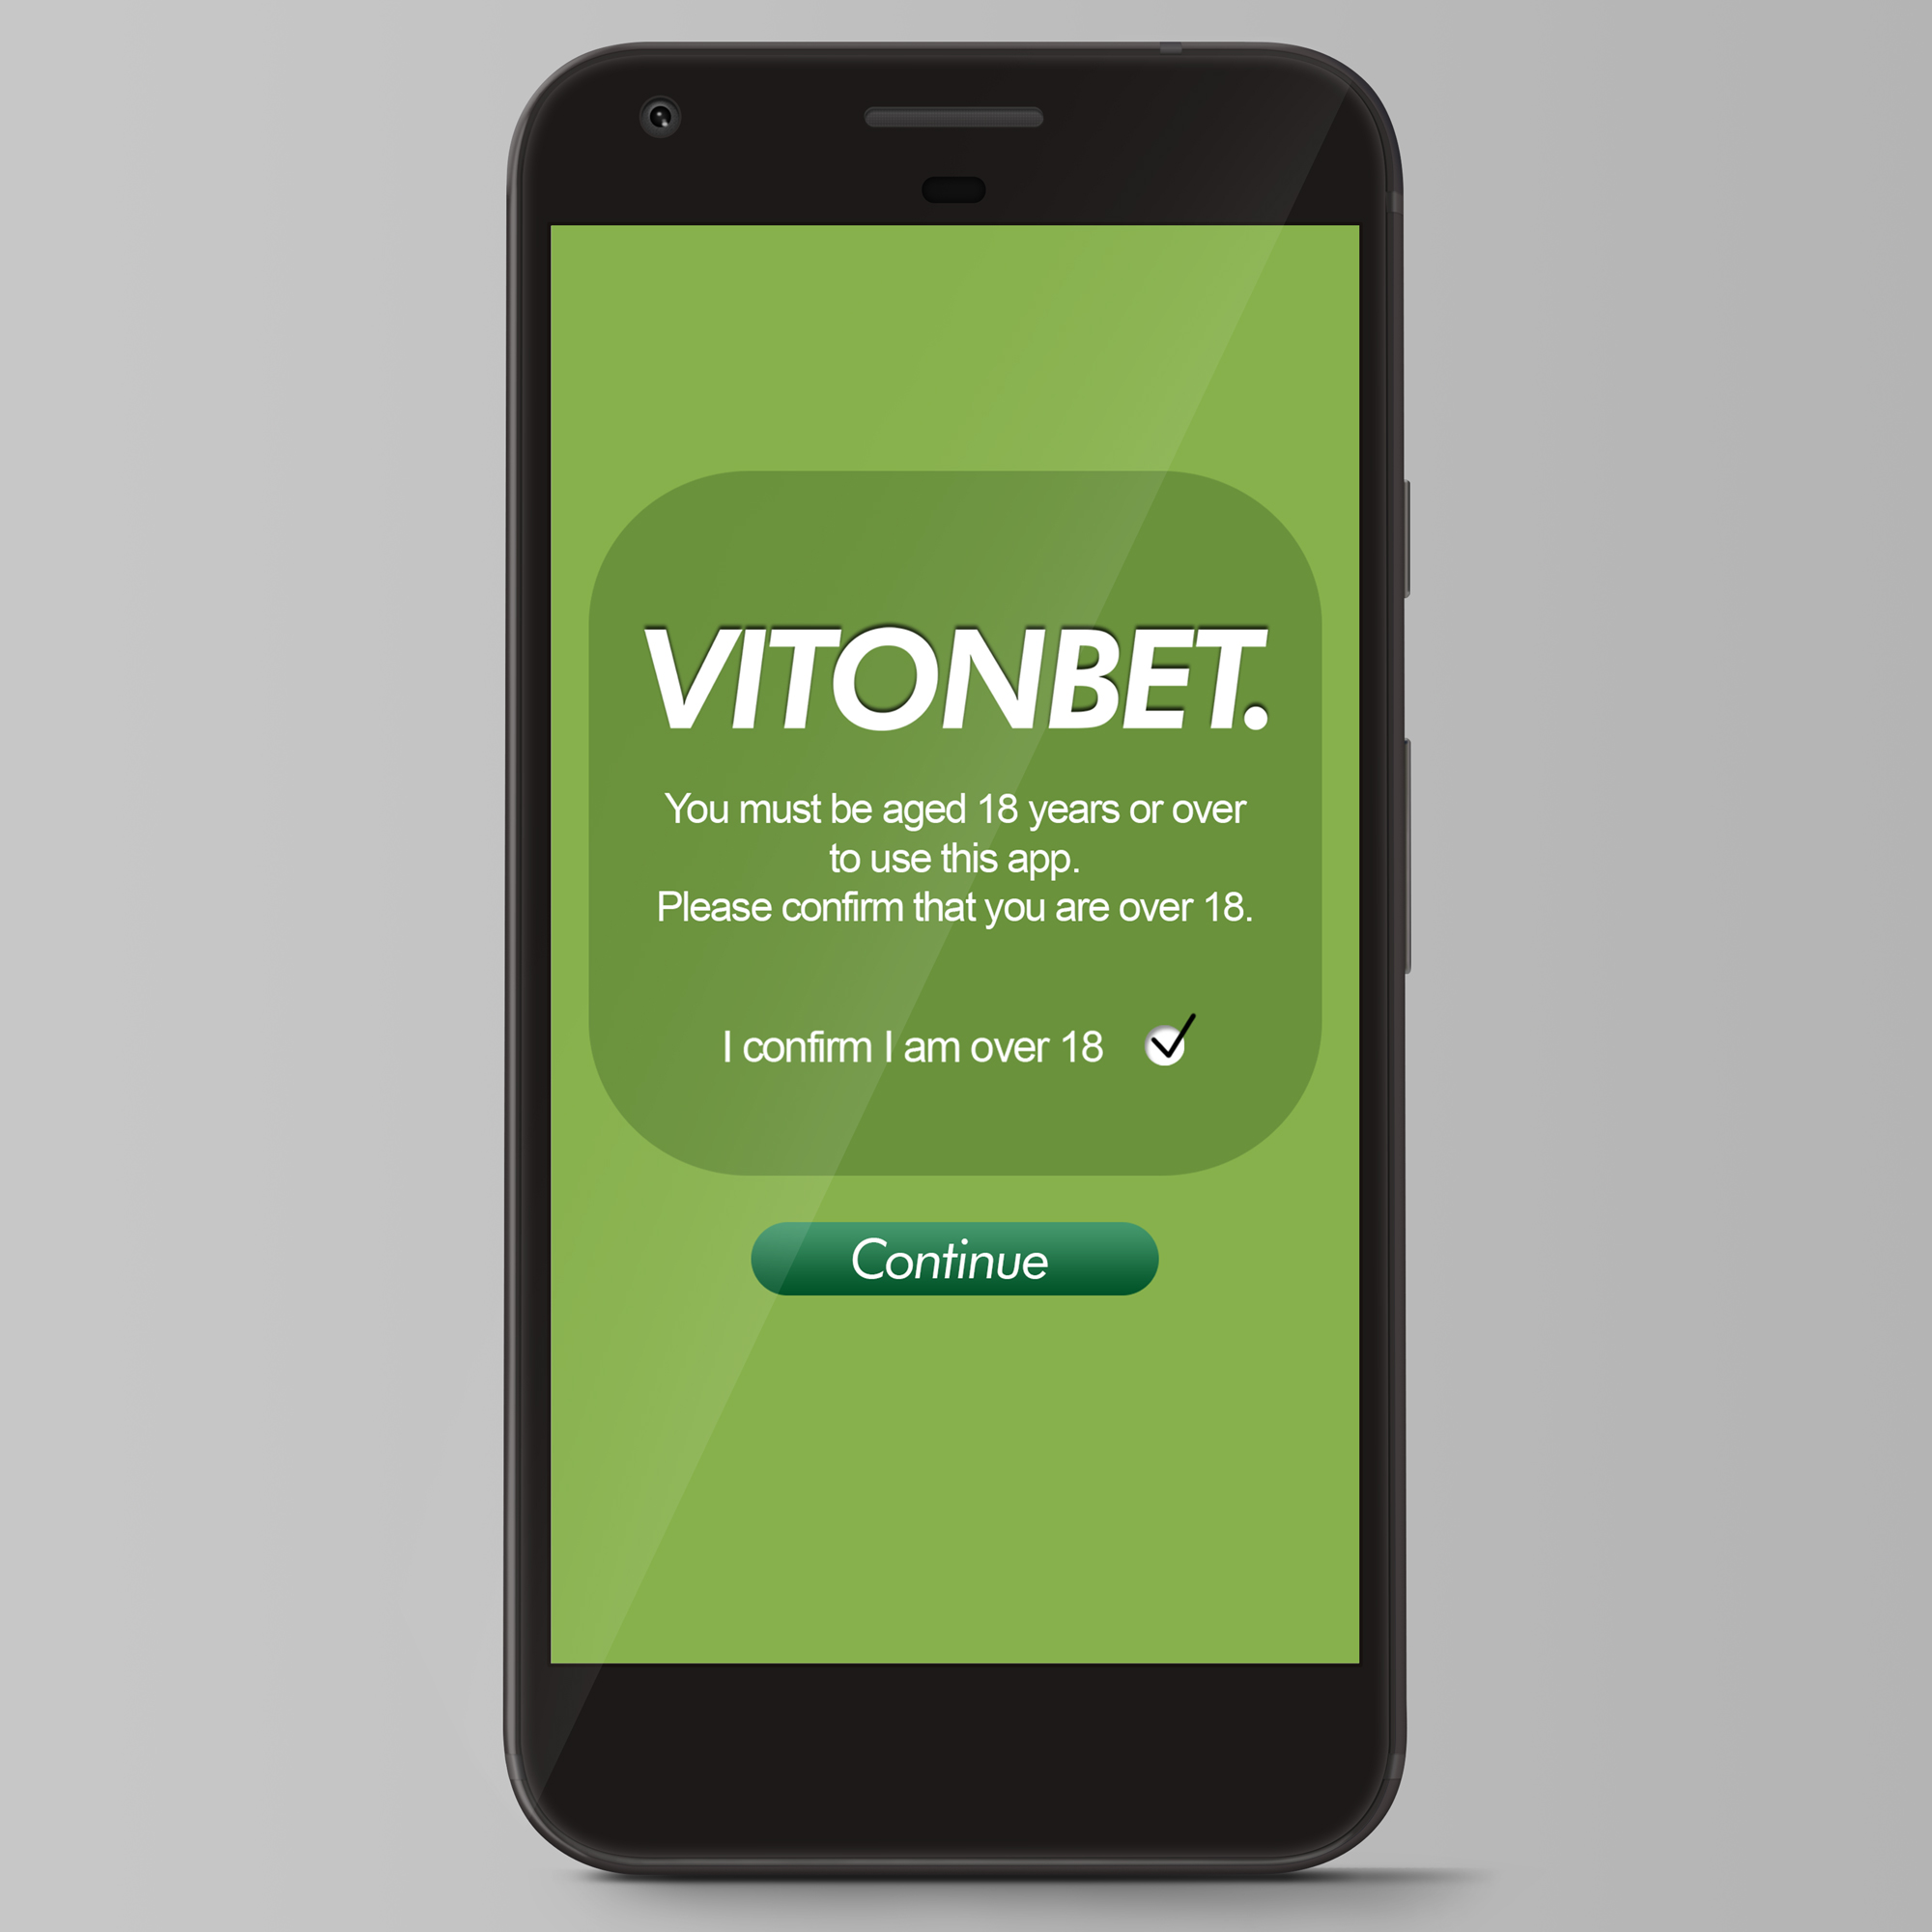 VITONBET.
You must be aged 18 years or over
to use this app.
Please confirm that you are over 18.
I confirm I am over 18
Continue